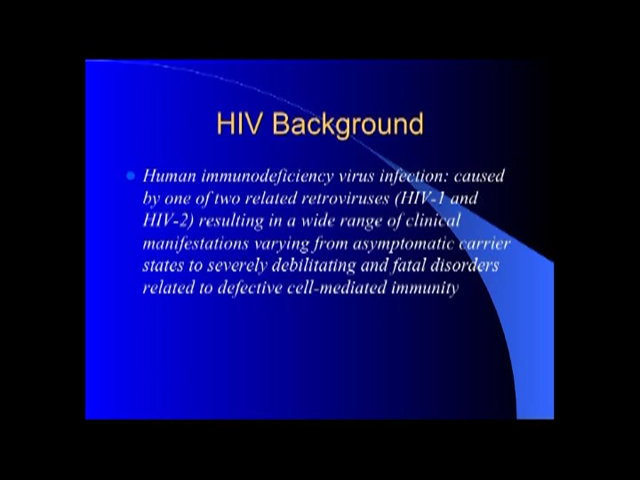 HIV Background
Human immunodeficiency virus infection: caused
by one of two related retroviruses (HIV-1 and
HIV-2) resulting in a wide range of clinical
manifestations varying from asymptomatic carrier
states to severely debilitating and fatal disorders
related to defective cell-mediated immunity